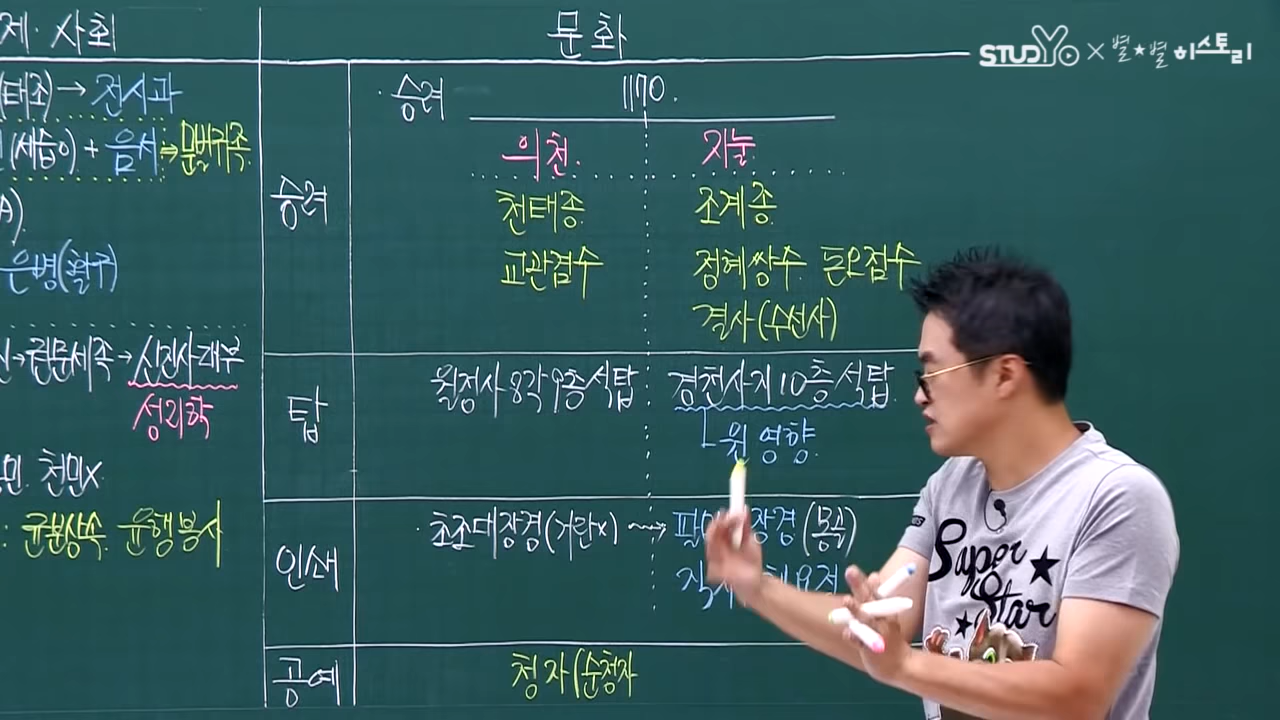 제·사회
문화
STUDYo × 별★별 히스토리
(태조) → 전시과
(세습이) + 음서 ⇒ 문벌귀족
A)
은병(활구)
→ 권문세족 → 신진사대부
성리학
천민x
: 균분상속 윤행봉사
승려
· 승려
1170.
의천.
지눌.
천태종
조계종
교관겸수
정혜쌍수 돈오점수
결사(수선사)
탑
월정사 8각 9층 석탑
경천사지 10층 석탑
원 영향
인쇄
· 초조대장경(거란x) → 장경(몽골)
공예
청자(순청자
Super Star